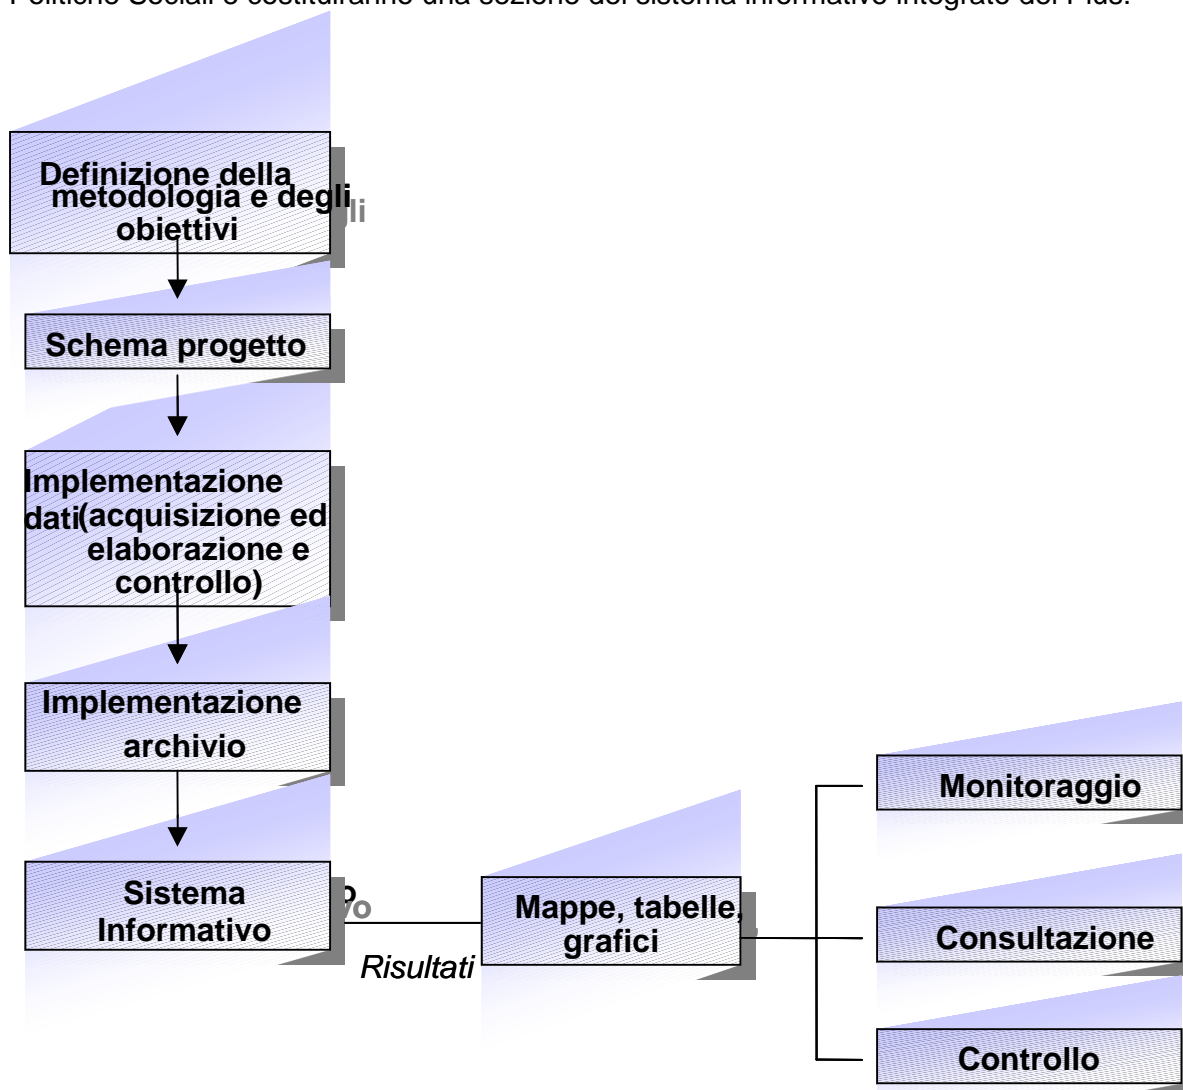 Politiche Sociali e costituiranno una sezione del sistema informativo integrato del Plus.
Definizione della
metodologia e degli
obiettivi
Schema progetto
Implementazione
dati(acquisizione ed
elaborazione e
controllo)
Implementazione
archivio
Sistema
Informativo
Risultati
Mappe, tabelle,
grafici
Monitoraggio
Consultazione
Controllo